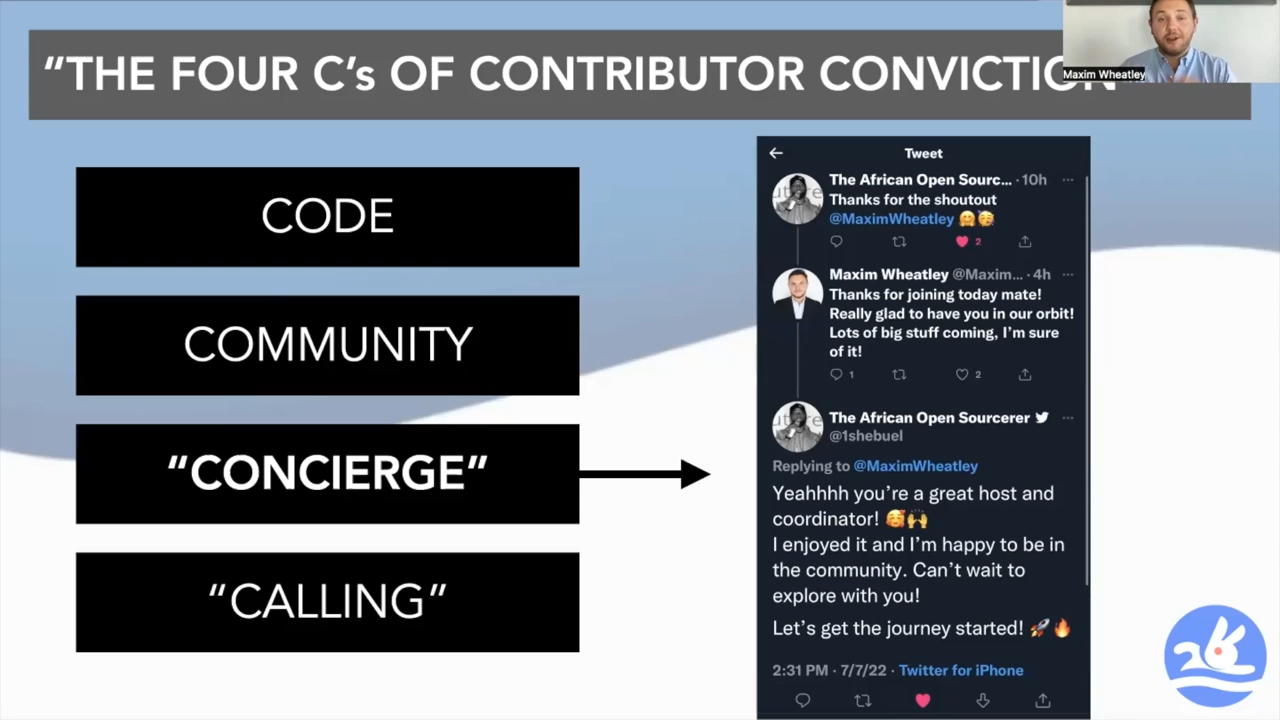 “THE FOUR C’s OF CONTRIBUTOR CONVICTION”
Maxim Wheatley
CODE
COMMUNITY
“CONCIERGE”
“CALLING”
Tweet
The African Open Sourc... · 10h
Thanks for the shoutout
@MaximWheatley 🤗🥳
2
Maxim Wheatley @Maxim... · 4h
Thanks for joining today mate!
Really glad to have you in our orbit!
Lots of big stuff coming, I’m sure
of it!
1 2
The African Open Sourcerer
@1shebuel
Replying to @MaximWheatley
Yeahhhh you’re a great host and
coordinator! 🥰🙌
I enjoyed it and I’m happy to be in
the community. Can’t wait to
explore with you!
Let’s get the journey started! 🚀🔥
2:31 PM · 7/7/22 · Twitter for iPhone